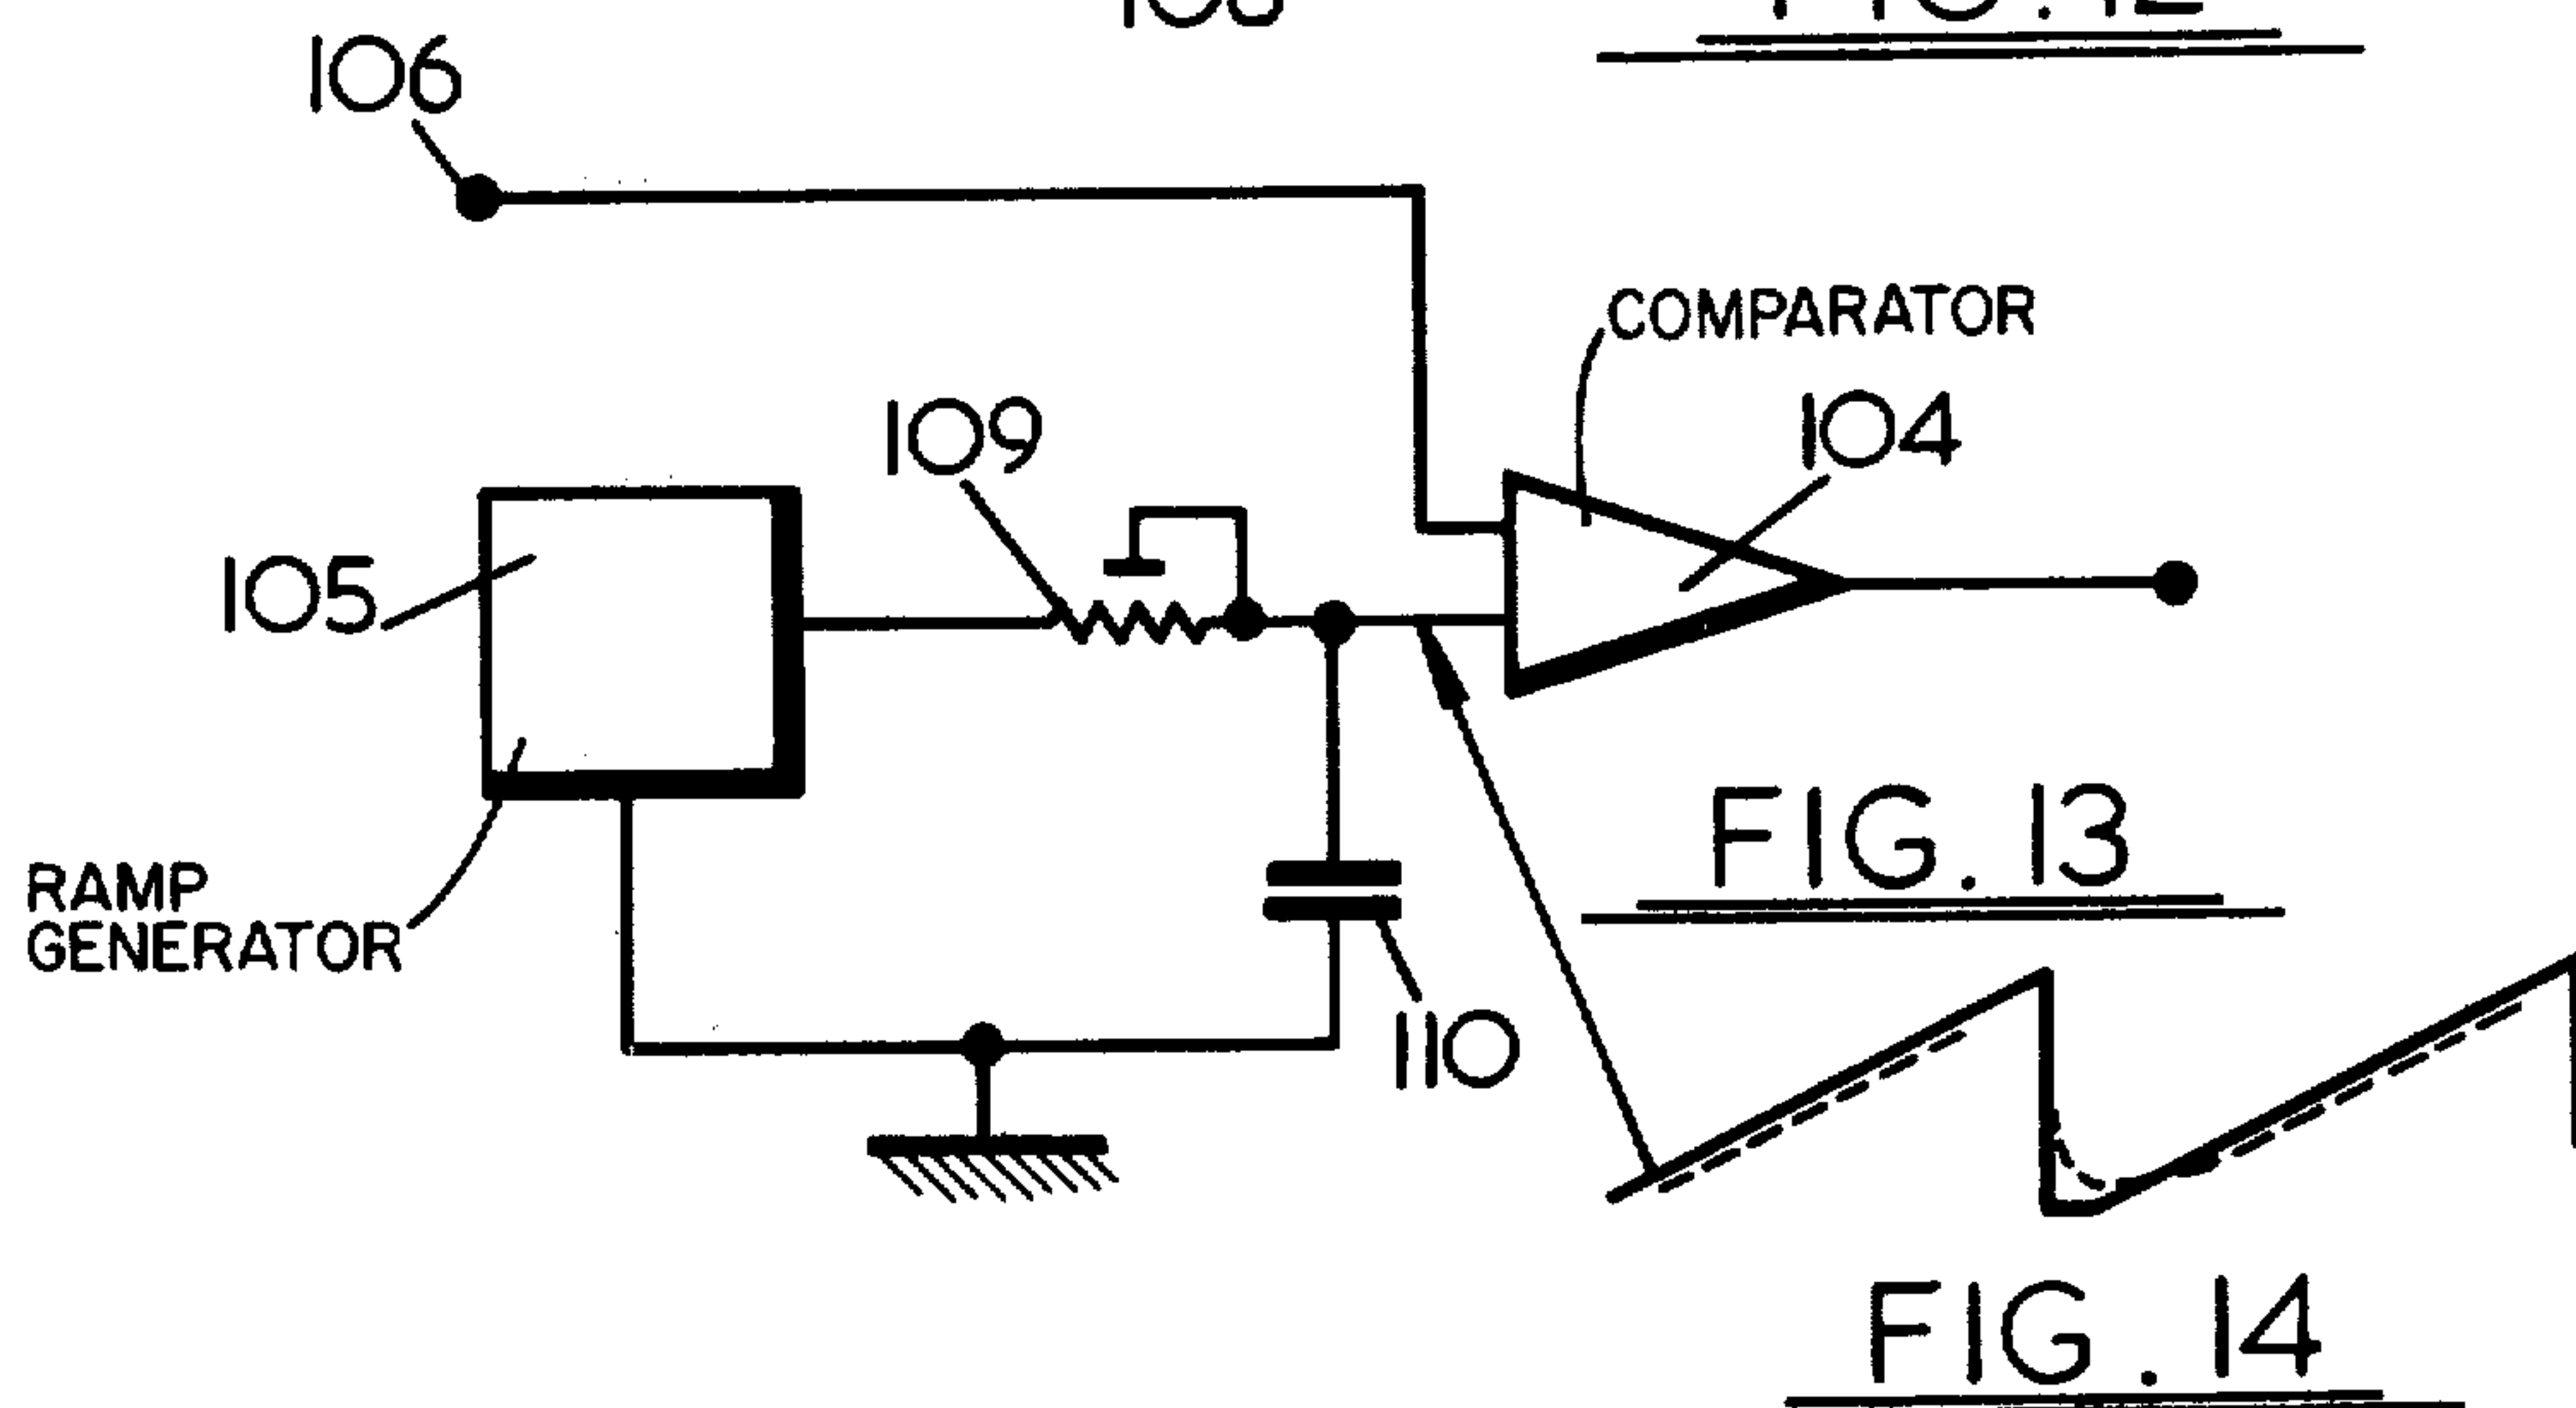 106
COMPARATOR
104
109
105
RAMP
GENERATOR
FIG. 13
110
FIG. 14